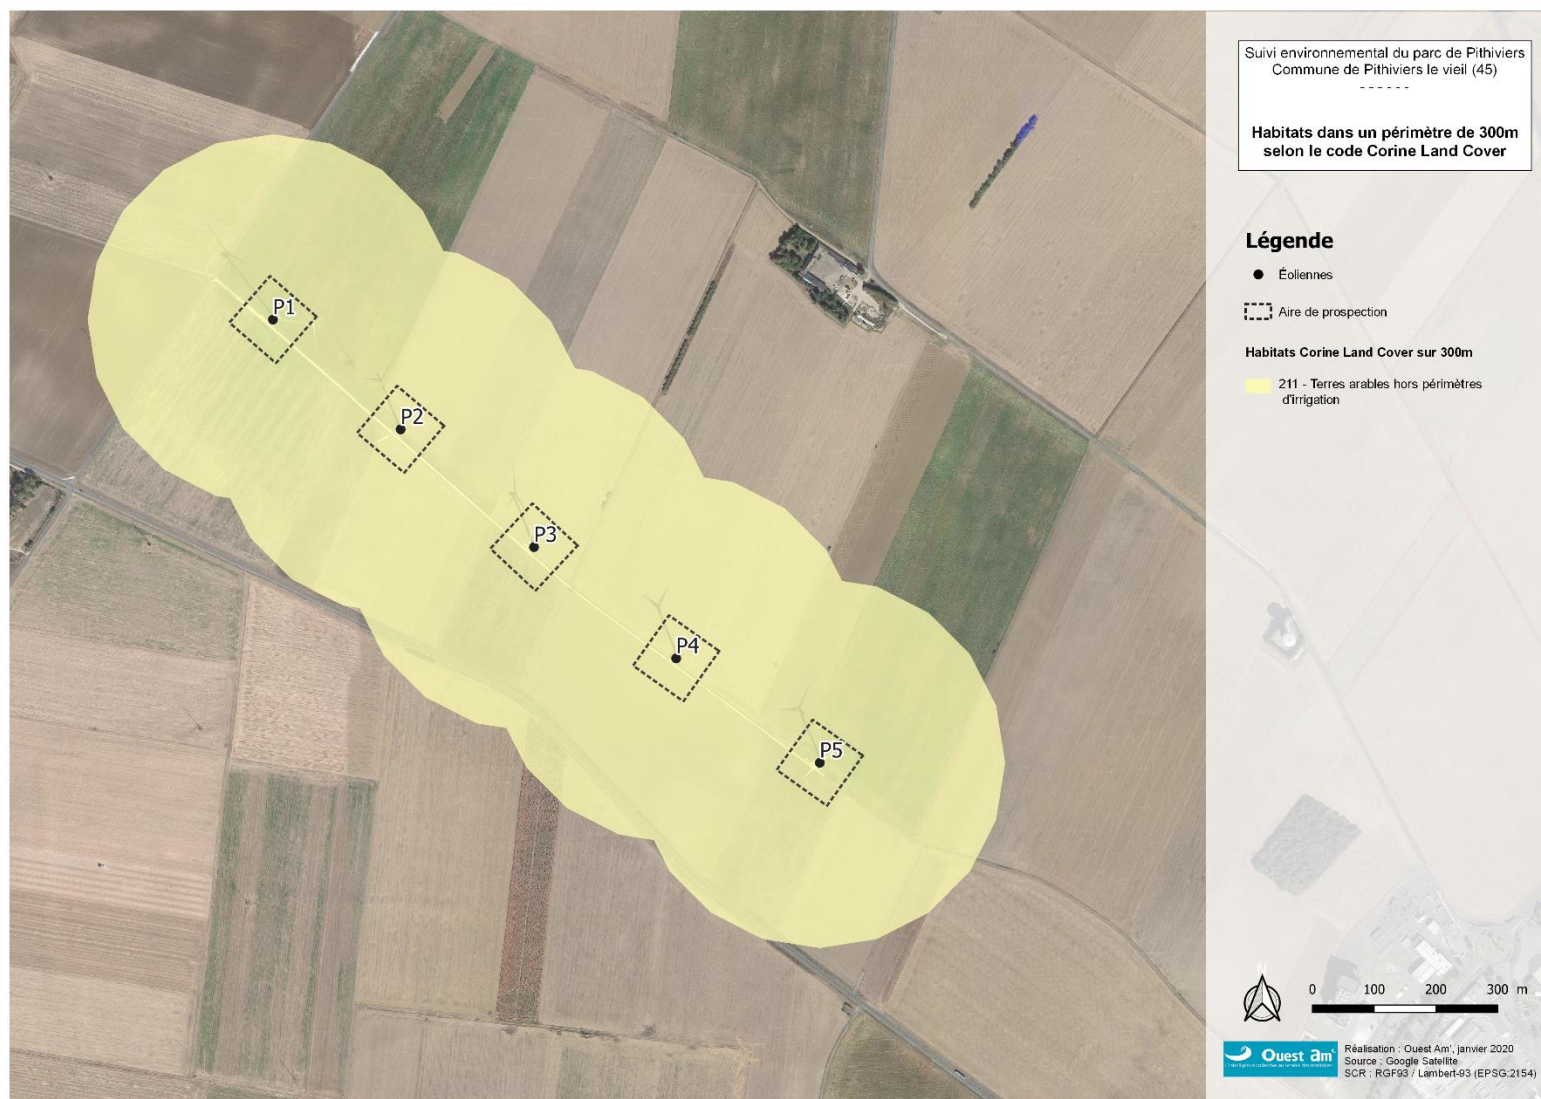 Suivi environnemental du parc de Pithiviers
Commune de Pithiviers le vieil (45)
- - - - - -
Habitats dans un périmètre de 300m
selon le code Corine Land Cover
Légende
Éoliennes
Aire de prospection
Habitats Corine Land Cover sur 300m
211 - Terres arables hors périmètres
d'irrigation
P1
P2
P3
P4
P5
N
0 100 200 300 m
Ouest am'
Réalisation : Ouest Am', janvier 2020
Source : Google Satellite
SCR : RGF93 / Lambert-93 (EPSG:2154)